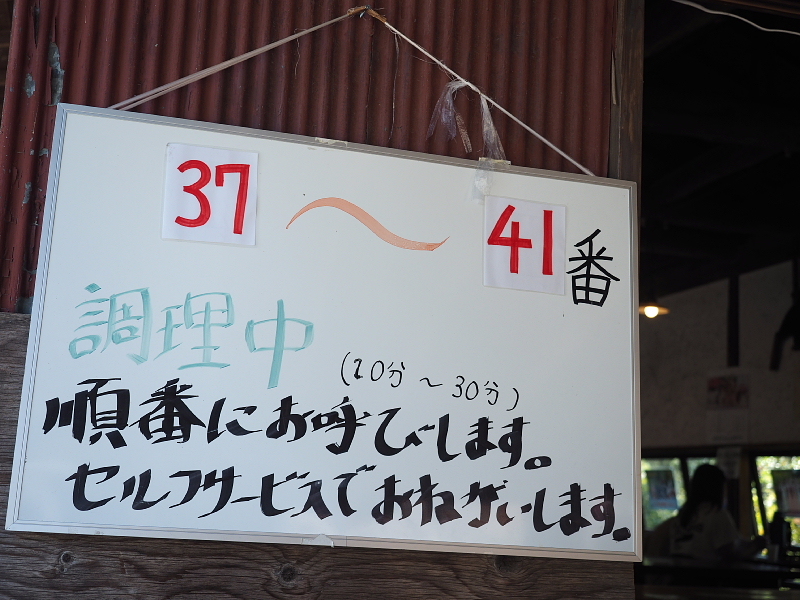 37 〜 41番
調理中
(10分〜30分)
順番にお呼びします。
セルフサービスでおねがいします。